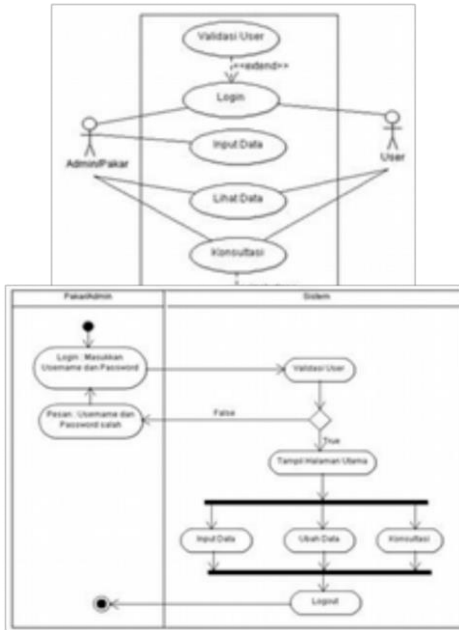 Validasi User
<<extend>>
Login
Input Data
Admin/Pakar
User
Lihat Data
Konsultasi
Pakar/Admin
Sistem
Login : Masukkan
Username dan Password
Validasi User
Pesan : Username dan
Password salah
False
True
Tampil Halaman Utama
Input Data
Ubah Data
Konsultasi
Logout